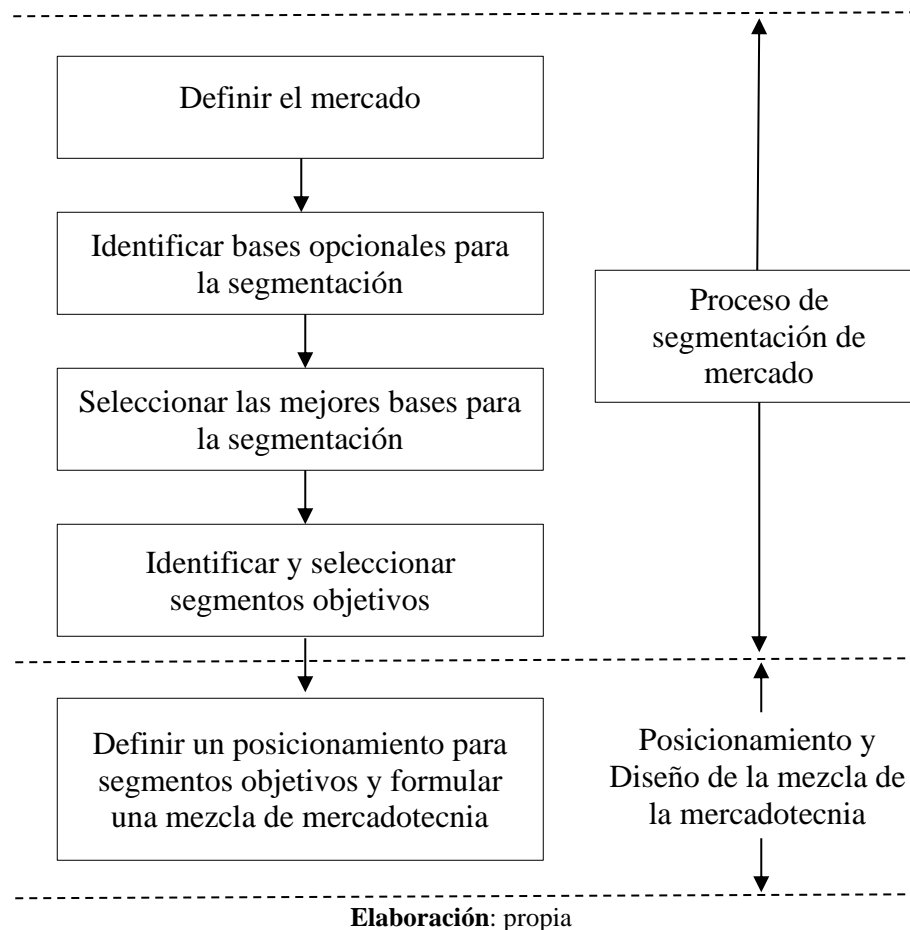 Definir el mercado
Identificar bases opcionales para
la segmentación
Proceso de
segmentación de
mercado
Seleccionar las mejores bases para
la segmentación
Identificar y seleccionar
segmentos objetivos
Definir un posicionamiento para
segmentos objetivos y formular
una mezcla de mercadotecnia
Posicionamiento y
Diseño de la mezcla de
la mercadotecnia
Elaboración: propia